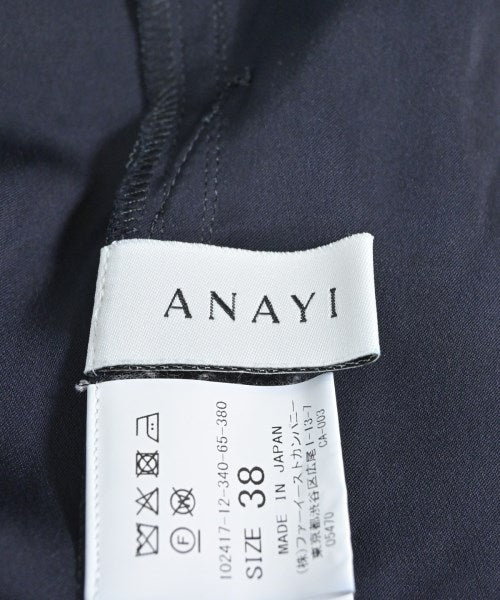 ANAYI
102417-12-340-65-380
SIZE 38
MADE IN JAPAN
(株)ファーイーストカンパニー
東京都渋谷区広尾1-13-7
CA-003
05470